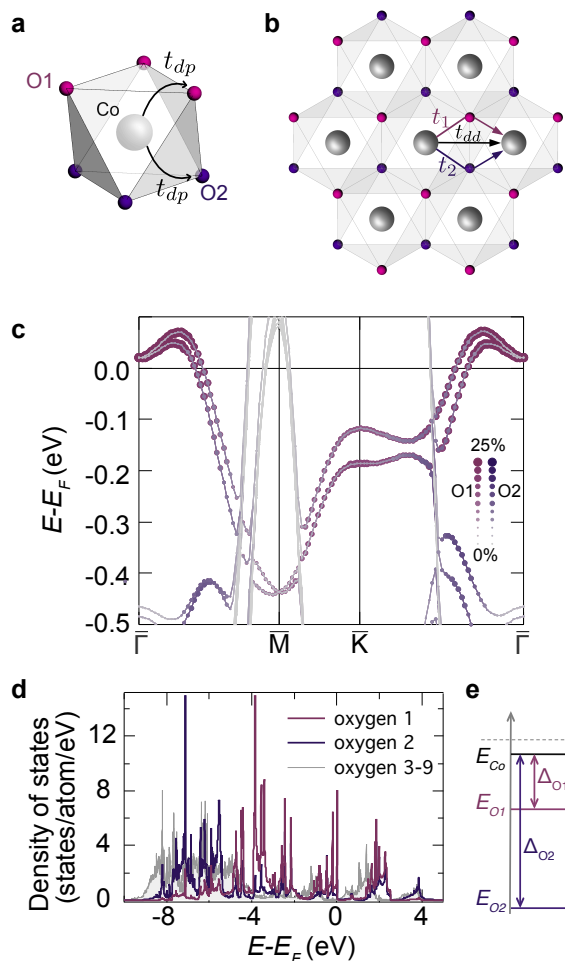 a
t_dp
O1
Co
t_dp
O2
b
t_1
t_dd
t_2
c
E-E_F (eV)
0.0
-0.1
-0.2
-0.3
-0.4
-0.5
25%
O1 O2
0%
Γ̅ M̅ K̅ Γ̅
d
Density of states
(states/atom/eV)
12
8
4
0
oxygen 1
oxygen 2
oxygen 3-9
-8 -4 0 4
E-E_F (eV)
e
E_Co
Δ_O1
E_O1
Δ_O2
E_O2